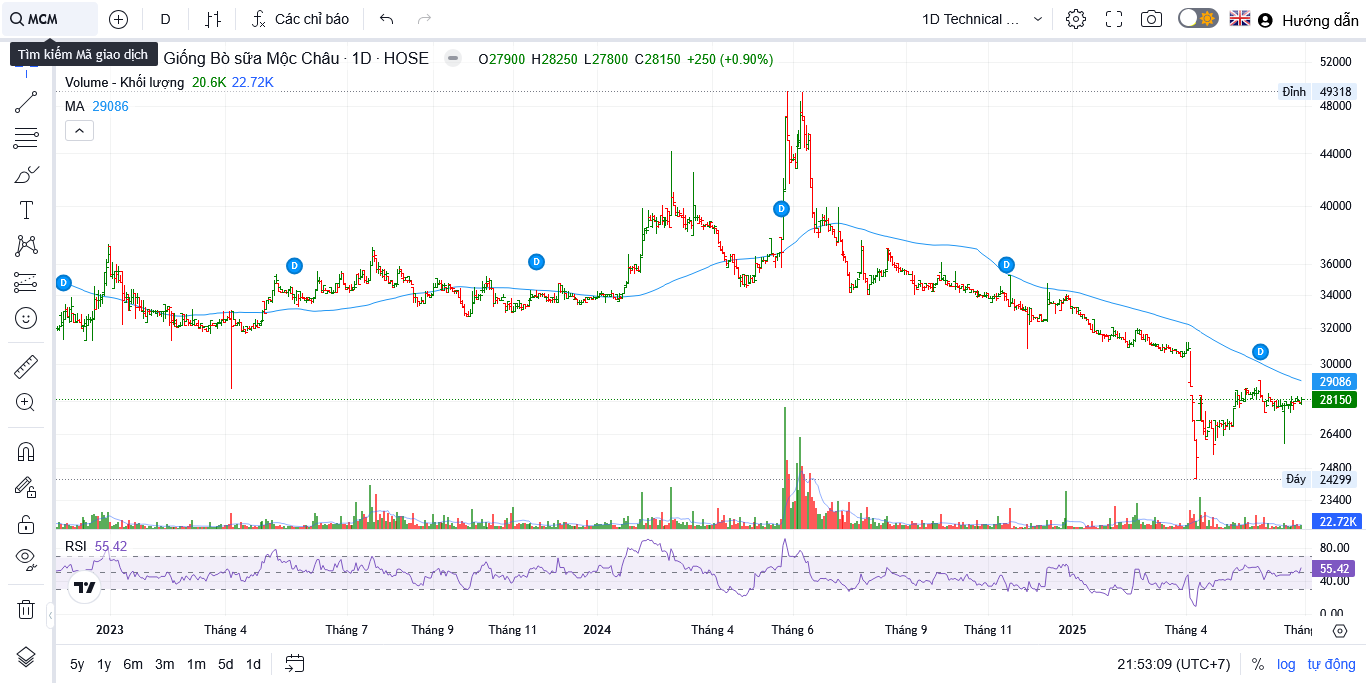 MCM
D
Các chỉ báo
1D Technical ...
Hướng dẫn
Tìm kiếm Mã giao dịch
Giống Bò sữa Mộc Châu · 1D · HOSE
O27900 H28250 L27800 C28150 +250 (+0.90%)
Volume - Khối lượng 20.6K 22.72K
MA 29086
52000
Đỉnh 49318
48000
44000
40000
36000
34000
32000
30000
29086
28150
26400
24800
Đáy 24299
23400
22.72K
D
D
D
D
D
D
RSI 55.42
80.00
55.42
40.00
0.00
2023 Tháng 4 Tháng 7 Tháng 9 Tháng 11 2024 Tháng 4 Tháng 6 Tháng 9 Tháng 11 2025 Tháng 4 Thán
5y 1y 6m 3m 1m 5d 1d
21:53:09 (UTC+7)
% log tự động